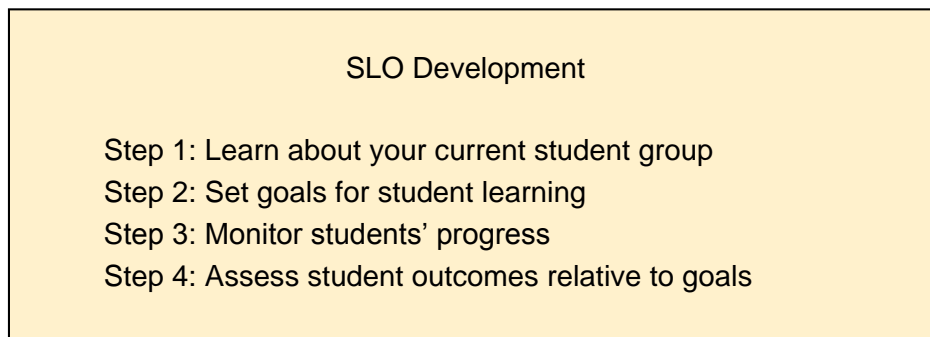 SLO Development
Step 1: Learn about your current student group
Step 2: Set goals for student learning
Step 3: Monitor students’ progress
Step 4: Assess student outcomes relative to goals